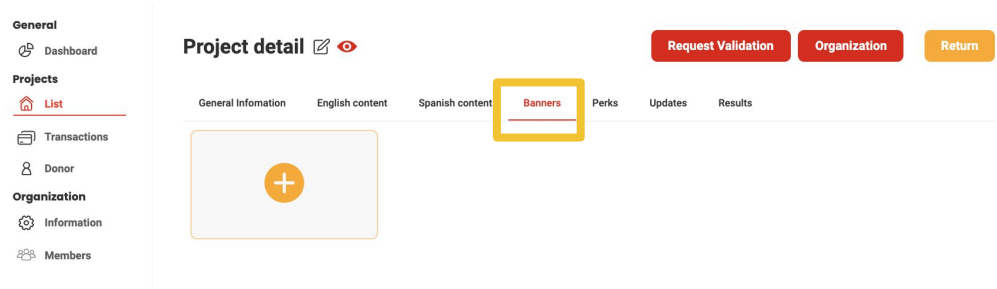 General
Dashboard
Projects
List
Transactions
Donor
Organization
Information
Members
Project detail
Request Validation
Organization
Return
General Infomation
English content
Spanish content
Banners
Perks
Updates
Results